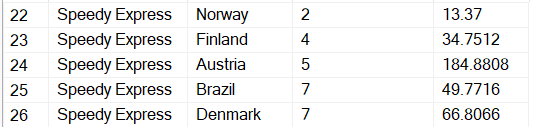 22 Speedy Express Norway 2 13.37
23 Speedy Express Finland 4 34.7512
24 Speedy Express Austria 5 184.8808
25 Speedy Express Brazil 7 49.7716
26 Speedy Express Denmark 7 66.8066